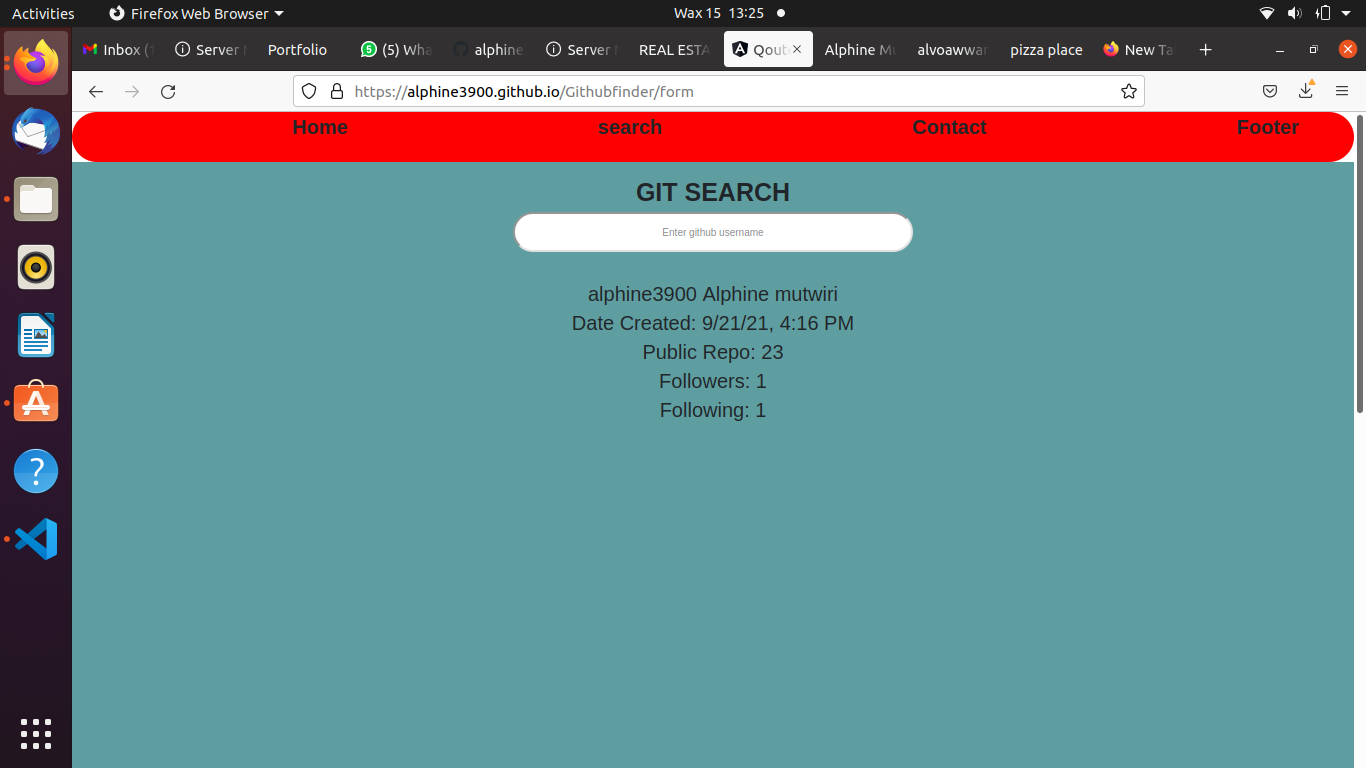 Activities Firefox Web Browser Wax 15 13:25
Inbox (1 Server Portfolio (5) Wha alphine Server REAL ESTA Qout Alphine Mu alvoawwar pizza place New Ta
https://alphine3900.github.io/Githubfinder/form
Home search Contact Footer
GIT SEARCH
Enter github username
alphine3900 Alphine mutwiri
Date Created: 9/21/21, 4:16 PM
Public Repo: 23
Followers: 1
Following: 1